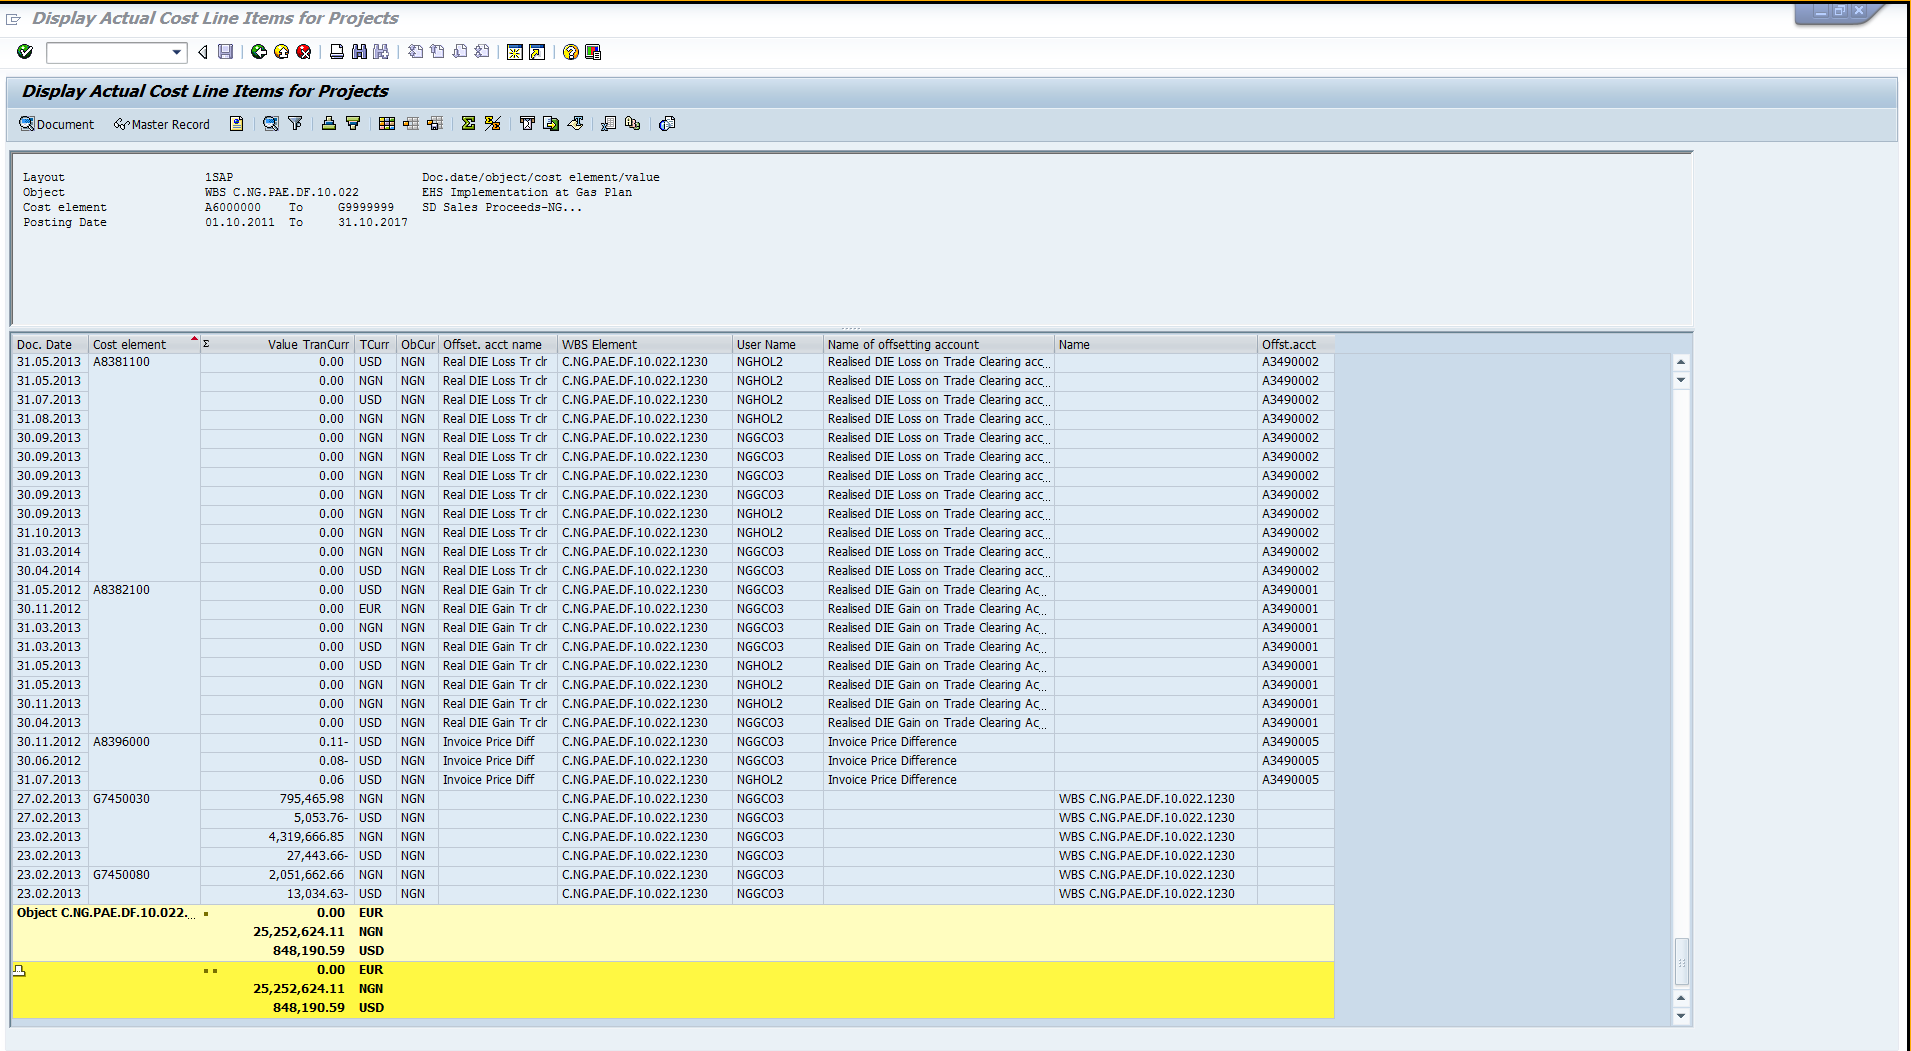 Display Actual Cost Line Items for Projects
Display Actual Cost Line Items for Projects
Document Master Record
Layout 1SAP Doc.date/object/cost element/value
Object WBS C.NG.PAE.DF.10.022 EHS Implementation at Gas Plan
Cost element A6000000 To G9999999 SD Sales Proceeds-NG...
Posting Date 01.10.2011 To 31.10.2017
Doc. Date Cost element Σ Value TranCurr TCurr ObCur Offset. acct name WBS Element User Name Name of offsetting account Name Offst.acct
31.05.2013 A8381100 0.00 USD NGN Real DIE Loss Tr clr C.NG.PAE.DF.10.022.1230 NGHOL2 Realised DIE Loss on Trade Clearing acc... A3490002
31.05.2013 0.00 NGN NGN Real DIE Loss Tr clr C.NG.PAE.DF.10.022.1230 NGHOL2 Realised DIE Loss on Trade Clearing acc... A3490002
31.07.2013 0.00 USD NGN Real DIE Loss Tr clr C.NG.PAE.DF.10.022.1230 NGHOL2 Realised DIE Loss on Trade Clearing acc... A3490002
31.08.2013 0.00 NGN NGN Real DIE Loss Tr clr C.NG.PAE.DF.10.022.1230 NGHOL2 Realised DIE Loss on Trade Clearing acc... A3490002
30.09.2013 0.00 NGN NGN Real DIE Loss Tr clr C.NG.PAE.DF.10.022.1230 NGGCO3 Realised DIE Loss on Trade Clearing acc... A3490002
30.09.2013 0.00 NGN NGN Real DIE Loss Tr clr C.NG.PAE.DF.10.022.1230 NGGCO3 Realised DIE Loss on Trade Clearing acc... A3490002
30.09.2013 0.00 NGN NGN Real DIE Loss Tr clr C.NG.PAE.DF.10.022.1230 NGGCO3 Realised DIE Loss on Trade Clearing acc... A3490002
30.09.2013 0.00 NGN NGN Real DIE Loss Tr clr C.NG.PAE.DF.10.022.1230 NGGCO3 Realised DIE Loss on Trade Clearing acc... A3490002
30.09.2013 0.00 NGN NGN Real DIE Loss Tr clr C.NG.PAE.DF.10.022.1230 NGHOL2 Realised DIE Loss on Trade Clearing acc... A3490002
31.10.2013 0.00 NGN NGN Real DIE Loss Tr clr C.NG.PAE.DF.10.022.1230 NGHOL2 Realised DIE Loss on Trade Clearing acc... A3490002
31.03.2014 0.00 NGN NGN Real DIE Loss Tr clr C.NG.PAE.DF.10.022.1230 NGGCO3 Realised DIE Loss on Trade Clearing acc... A3490002
30.04.2014 0.00 USD NGN Real DIE Loss Tr clr C.NG.PAE.DF.10.022.1230 NGGCO3 Realised DIE Loss on Trade Clearing acc... A3490002
31.05.2012 A8382100 0.00 USD NGN Real DIE Gain Tr clr C.NG.PAE.DF.10.022.1230 NGGCO3 Realised DIE Gain on Trade Clearing Ac... A3490001
30.11.2012 0.00 EUR NGN Real DIE Gain Tr clr C.NG.PAE.DF.10.022.1230 NGGCO3 Realised DIE Gain on Trade Clearing Ac... A3490001
31.03.2013 0.00 NGN NGN Real DIE Gain Tr clr C.NG.PAE.DF.10.022.1230 NGGCO3 Realised DIE Gain on Trade Clearing Ac... A3490001
31.03.2013 0.00 USD NGN Real DIE Gain Tr clr C.NG.PAE.DF.10.022.1230 NGGCO3 Realised DIE Gain on Trade Clearing Ac... A3490001
31.05.2013 0.00 USD NGN Real DIE Gain Tr clr C.NG.PAE.DF.10.022.1230 NGHOL2 Realised DIE Gain on Trade Clearing Ac... A3490001
31.05.2013 0.00 NGN NGN Real DIE Gain Tr clr C.NG.PAE.DF.10.022.1230 NGHOL2 Realised DIE Gain on Trade Clearing Ac... A3490001
30.11.2013 0.00 NGN NGN Real DIE Gain Tr clr C.NG.PAE.DF.10.022.1230 NGHOL2 Realised DIE Gain on Trade Clearing Ac... A3490001
30.04.2013 0.00 USD NGN Real DIE Gain Tr clr C.NG.PAE.DF.10.022.1230 NGGCO3 Realised DIE Gain on Trade Clearing Ac... A3490001
30.11.2012 A8396000 0.11- USD NGN Invoice Price Diff C.NG.PAE.DF.10.022.1230 NGGCO3 Invoice Price Difference A3490005
30.06.2012 0.08- USD NGN Invoice Price Diff C.NG.PAE.DF.10.022.1230 NGGCO3 Invoice Price Difference A3490005
31.07.2013 0.06 USD NGN Invoice Price Diff C.NG.PAE.DF.10.022.1230 NGHOL2 Invoice Price Difference A3490005
27.02.2013 G7450030 795,465.98 NGN NGN C.NG.PAE.DF.10.022.1230 NGGCO3 WBS C.NG.PAE.DF.10.022.1230
27.02.2013 5,053.76- USD NGN C.NG.PAE.DF.10.022.1230 NGGCO3 WBS C.NG.PAE.DF.10.022.1230
23.02.2013 4,319,666.85 NGN NGN C.NG.PAE.DF.10.022.1230 NGGCO3 WBS C.NG.PAE.DF.10.022.1230
23.02.2013 27,443.66- USD NGN C.NG.PAE.DF.10.022.1230 NGGCO3 WBS C.NG.PAE.DF.10.022.1230
23.02.2013 G7450080 2,051,662.66 NGN NGN C.NG.PAE.DF.10.022.1230 NGGCO3 WBS C.NG.PAE.DF.10.022.1230
23.02.2013 13,034.63- USD NGN C.NG.PAE.DF.10.022.1230 NGGCO3 WBS C.NG.PAE.DF.10.022.1230
Object C.NG.PAE.DF.10.022.... 0.00 EUR
25,252,624.11 NGN
848,190.59 USD
0.00 EUR
25,252,624.11 NGN
848,190.59 USD